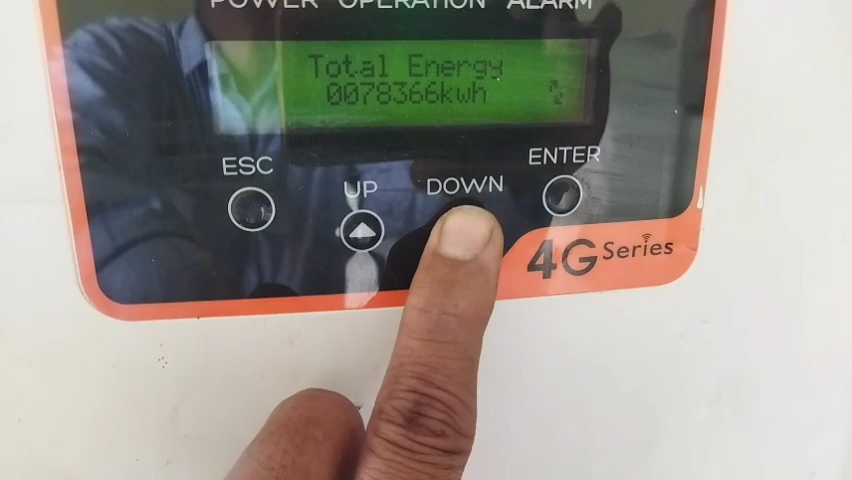 POWER OPERATION ALARM
Total Energy
0078366kwh
ESC UP DOWN ENTER
4G Series